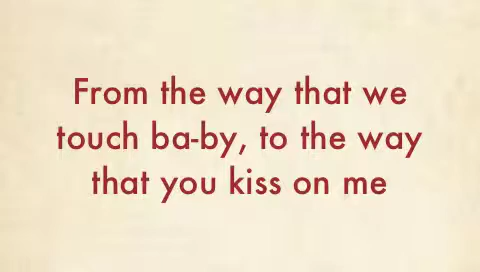 From the way that we
touch ba-by, to the way
that you kiss on me